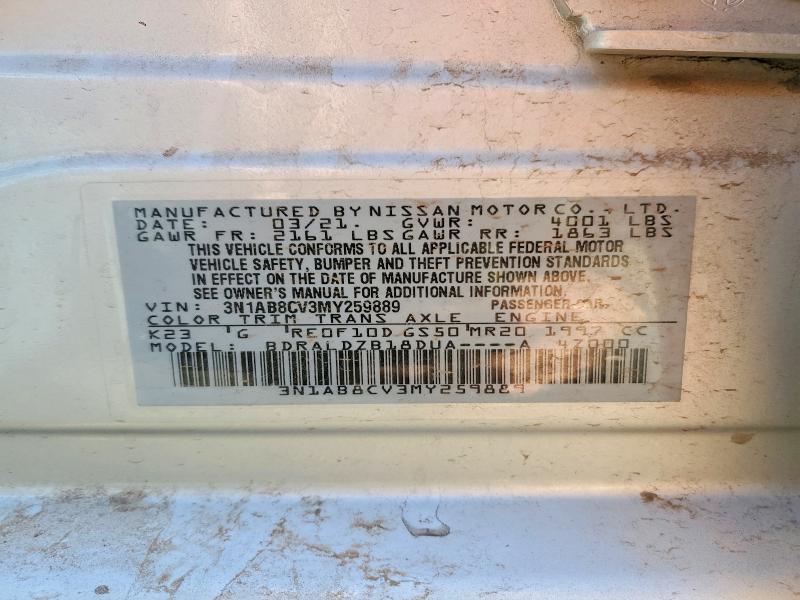 MANUFACTURED BY NISSAN MOTOR CO., LTD.
DATE: 03/21. GVWR: 4001 LBS
GAWR FR: 2161 LBS GAWR RR: 1863 LBS
THIS VEHICLE CONFORMS TO ALL APPLICABLE FEDERAL MOTOR
VEHICLE SAFETY, BUMPER AND THEFT PREVENTION STANDARDS
IN EFFECT ON THE DATE OF MANUFACTURE SHOWN ABOVE.
SEE OWNER'S MANUAL FOR ADDITIONAL INFORMATION.
VIN: 3N1AB8CV3MY259889 PASSENGER CAR
COLOR TRIM TRANS AXLE ENGINE
K23 G RE0F10D GS50 MR20 1997 CC
MODEL: BDRALDZB18DUA----A 4Z000
3N1AB8CV3MY259889